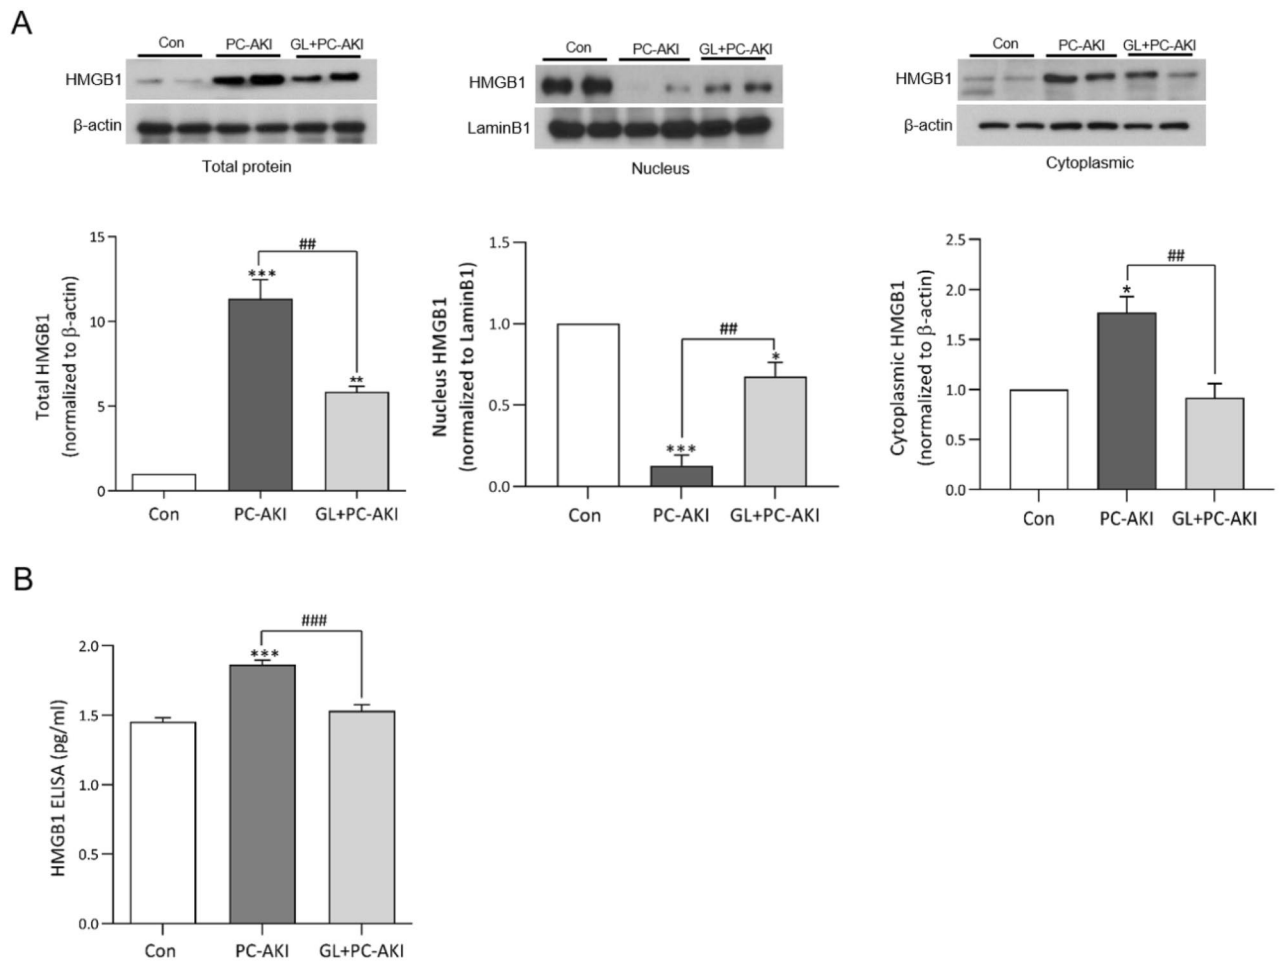 A
Con PC-AKI GL+PC-AKI
HMGB1
β-actin
Total protein
Con PC-AKI GL+PC-AKI
HMGB1
LaminB1
Nucleus
Con PC-AKI GL+PC-AKI
HMGB1
β-actin
Cytoplasmic
Total HMGB1
(normalized to β-actin)
15
10
5
0
##
***
**
Con PC-AKI GL+PC-AKI
Nucleus HMGB1
(normalized to LaminB1)
1.5
1.0
0.5
0.0
##
***
*
Con PC-AKI GL+PC-AKI
Cytoplasmic HMGB1
(normalized to β-actin)
2.5
2.0
1.5
1.0
0.5
0.0
##
*
Con PC-AKI GL+PC-AKI
B
HMGB1 ELISA (pg/ml)
2.0
1.5
1.0
0.5
0.0
###
***
Con PC-AKI GL+PC-AKI